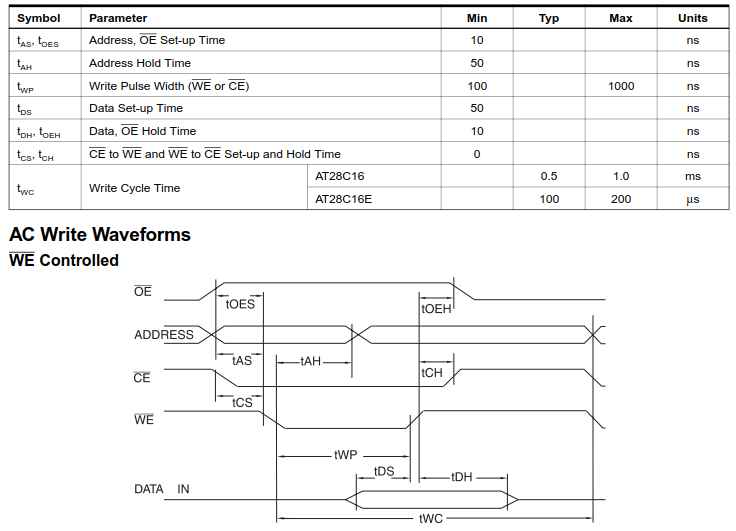 Symbol Parameter Min Typ Max Units
tAS, tOES Address, OE Set-up Time 10 ns
tAH Address Hold Time 50 ns
tWP Write Pulse Width (WE or CE) 100 1000 ns
tDS Data Set-up Time 50 ns
tDH, tOEH Data, OE Hold Time 10 ns
tCS, tCH CE to WE and WE to CE Set-up and Hold Time 0 ns
tWC Write Cycle Time AT28C16 0.5 1.0 ms
AT28C16E 100 200 μs
AC Write Waveforms
WE Controlled
OE
tOES
tOEH
ADDRESS
tAS
tAH
CE
tCH
tCS
WE
tWP
tDS
tDH
DATA IN
tWC